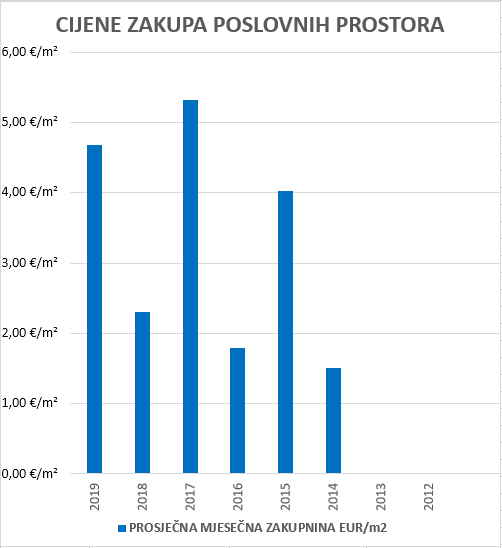 CIJENE ZAKUPA POSLOVNIH PROSTORA
6,00 €/m²
5,00 €/m²
4,00 €/m²
3,00 €/m²
2,00 €/m²
1,00 €/m²
0,00 €/m²
2019
2018
2017
2016
2015
2014
2013
2012
PROSJEČNA MJESEČNA ZAKUPNINA EUR/m2